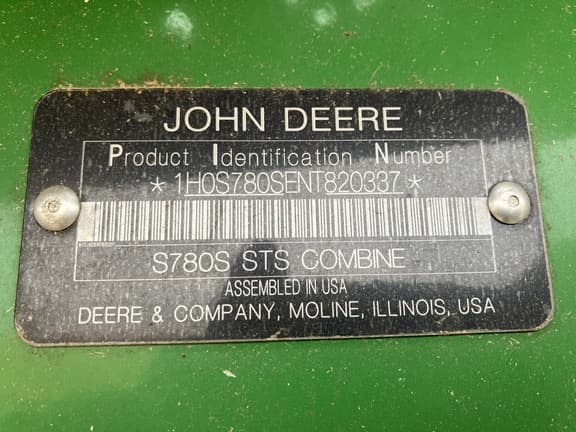 JOHN DEERE
Product Identification Number
*1H0S780SENT820337*
S780S STS COMBINE
ASSEMBLED IN USA
DEERE & COMPANY, MOLINE, ILLINOIS, USA